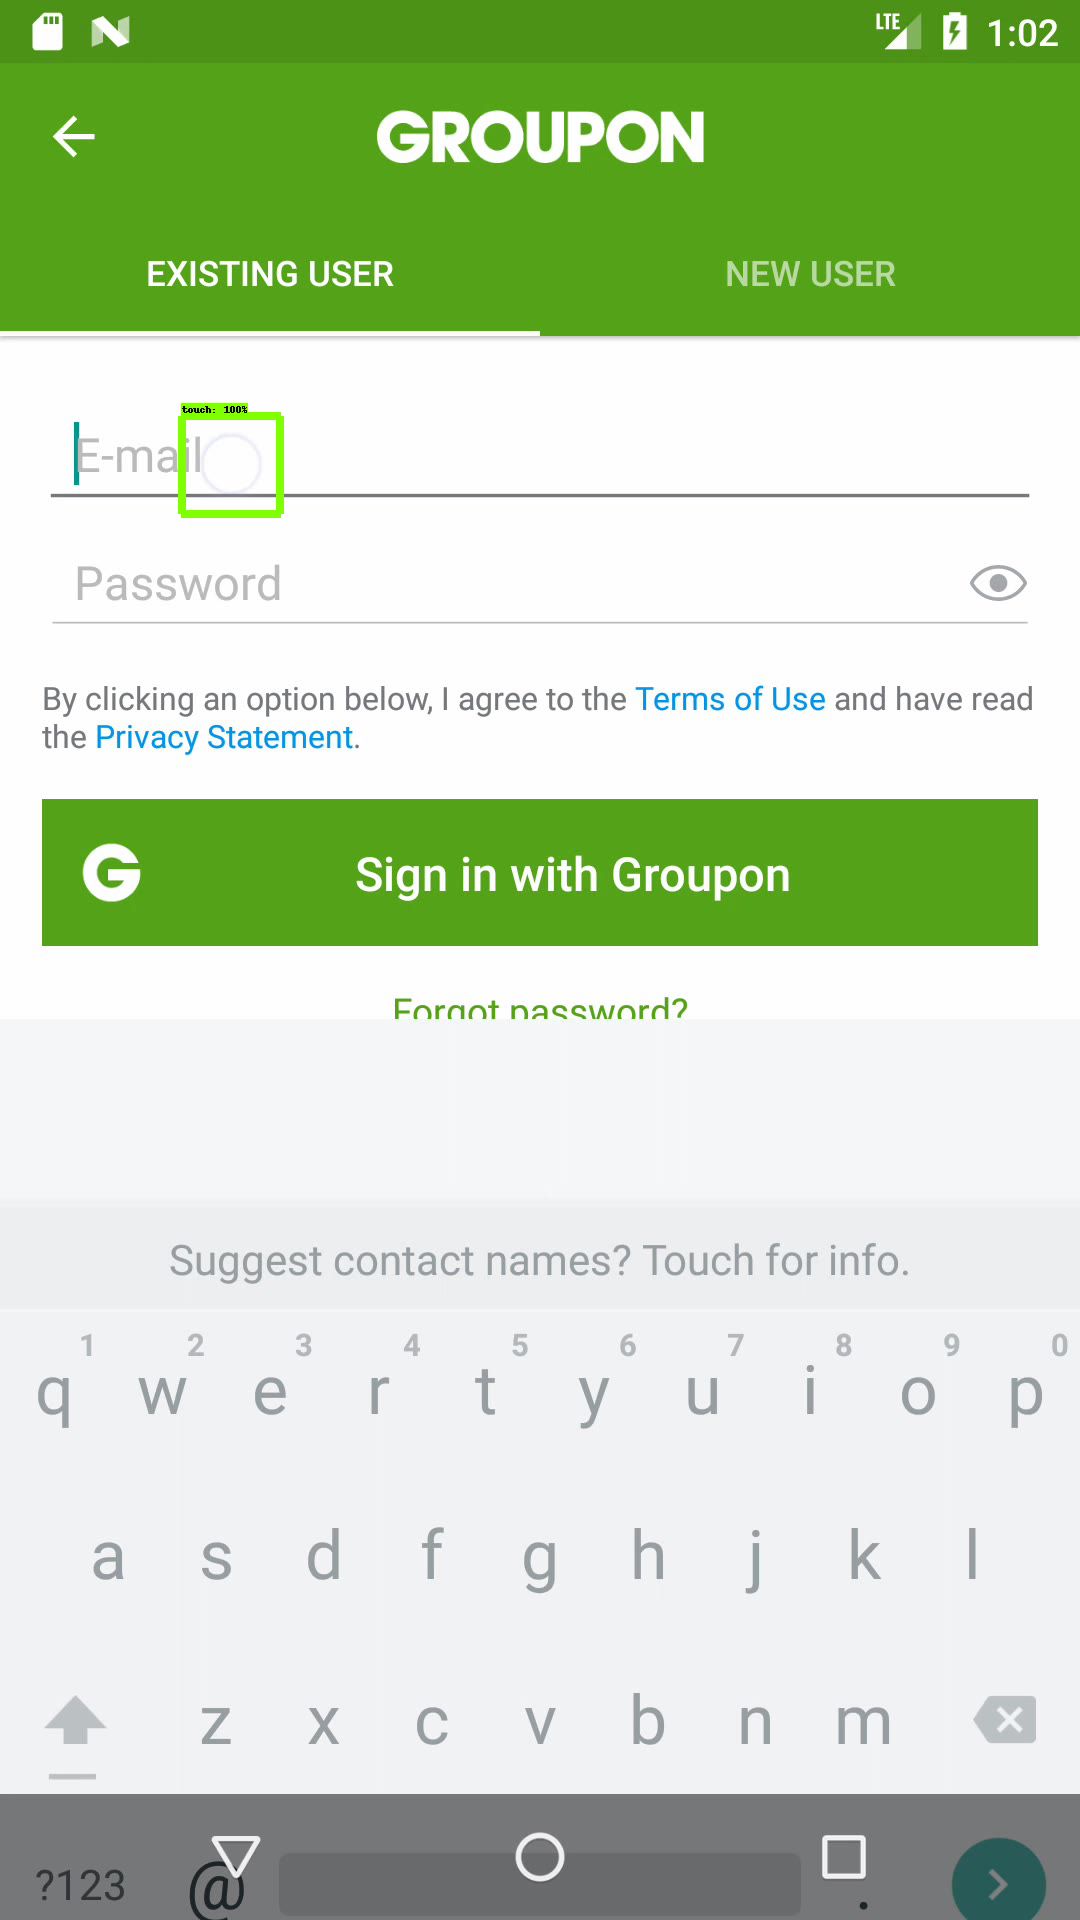 LTE 1:02
GROUPON
EXISTING USER NEW USER
touch: 100%
E-mail
Password
By clicking an option below, I agree to the Terms of Use and have read
the Privacy Statement.
G Sign in with Groupon
Forgot password?
Suggest contact names? Touch for info.
1 2 3 4 5 6 7 8 9 0
q w e r t y u i o p
a s d f g h j k l
z x c v b n m
?123 @ .